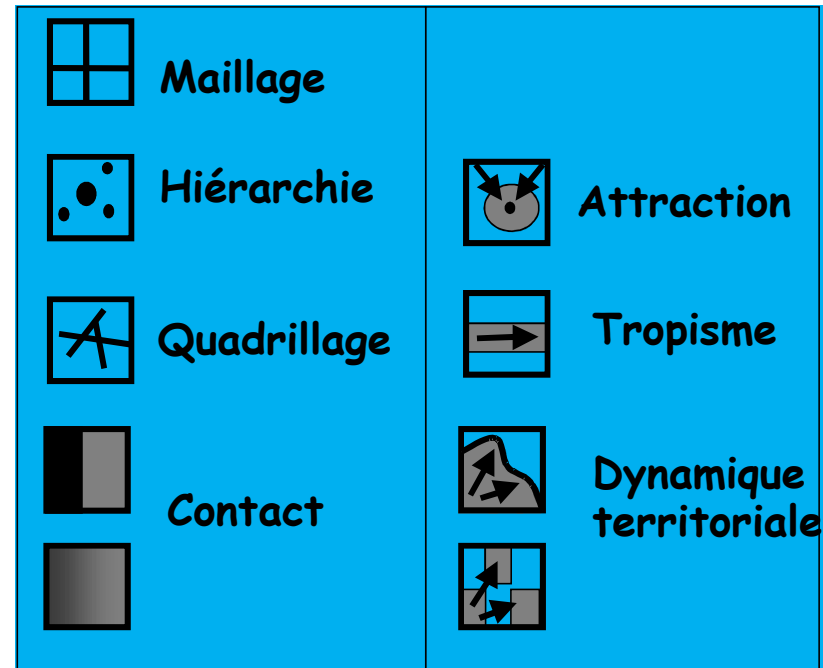 Maillage
Hiérarchie
Quadrillage
Contact
Attraction
Tropisme
Dynamique
territoriale